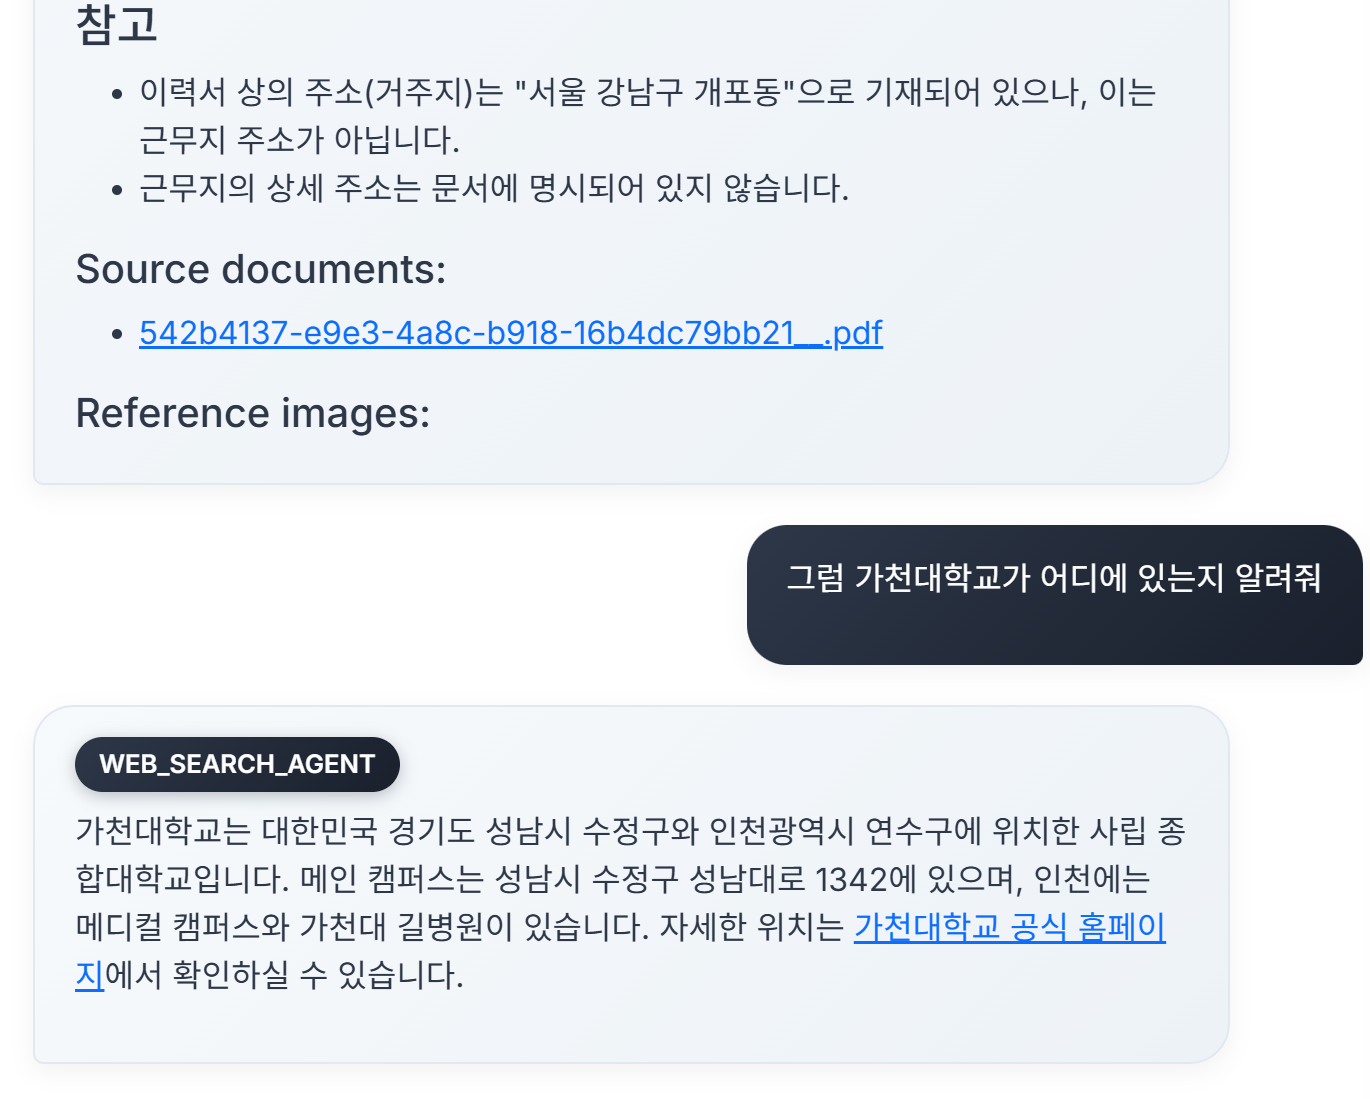 참고
이력서 상의 주소(거주지)는 "서울 강남구 개포동"으로 기재되어 있으나, 이는
근무지 주소가 아닙니다.
근무지의 상세 주소는 문서에 명시되어 있지 않습니다.
Source documents:
542b4137-e9e3-4a8c-b918-16b4dc79bb21__.pdf
Reference images:
그럼 가천대학교가 어디에 있는지 알려줘
WEB_SEARCH_AGENT
가천대학교는 대한민국 경기도 성남시 수정구와 인천광역시 연수구에 위치한 사립 종
합대학교입니다. 메인 캠퍼스는 성남시 수정구 성남대로 1342에 있으며, 인천에는
메디컬 캠퍼스와 가천대 길병원이 있습니다. 자세한 위치는 가천대학교 공식 홈페이
지에서 확인하실 수 있습니다.